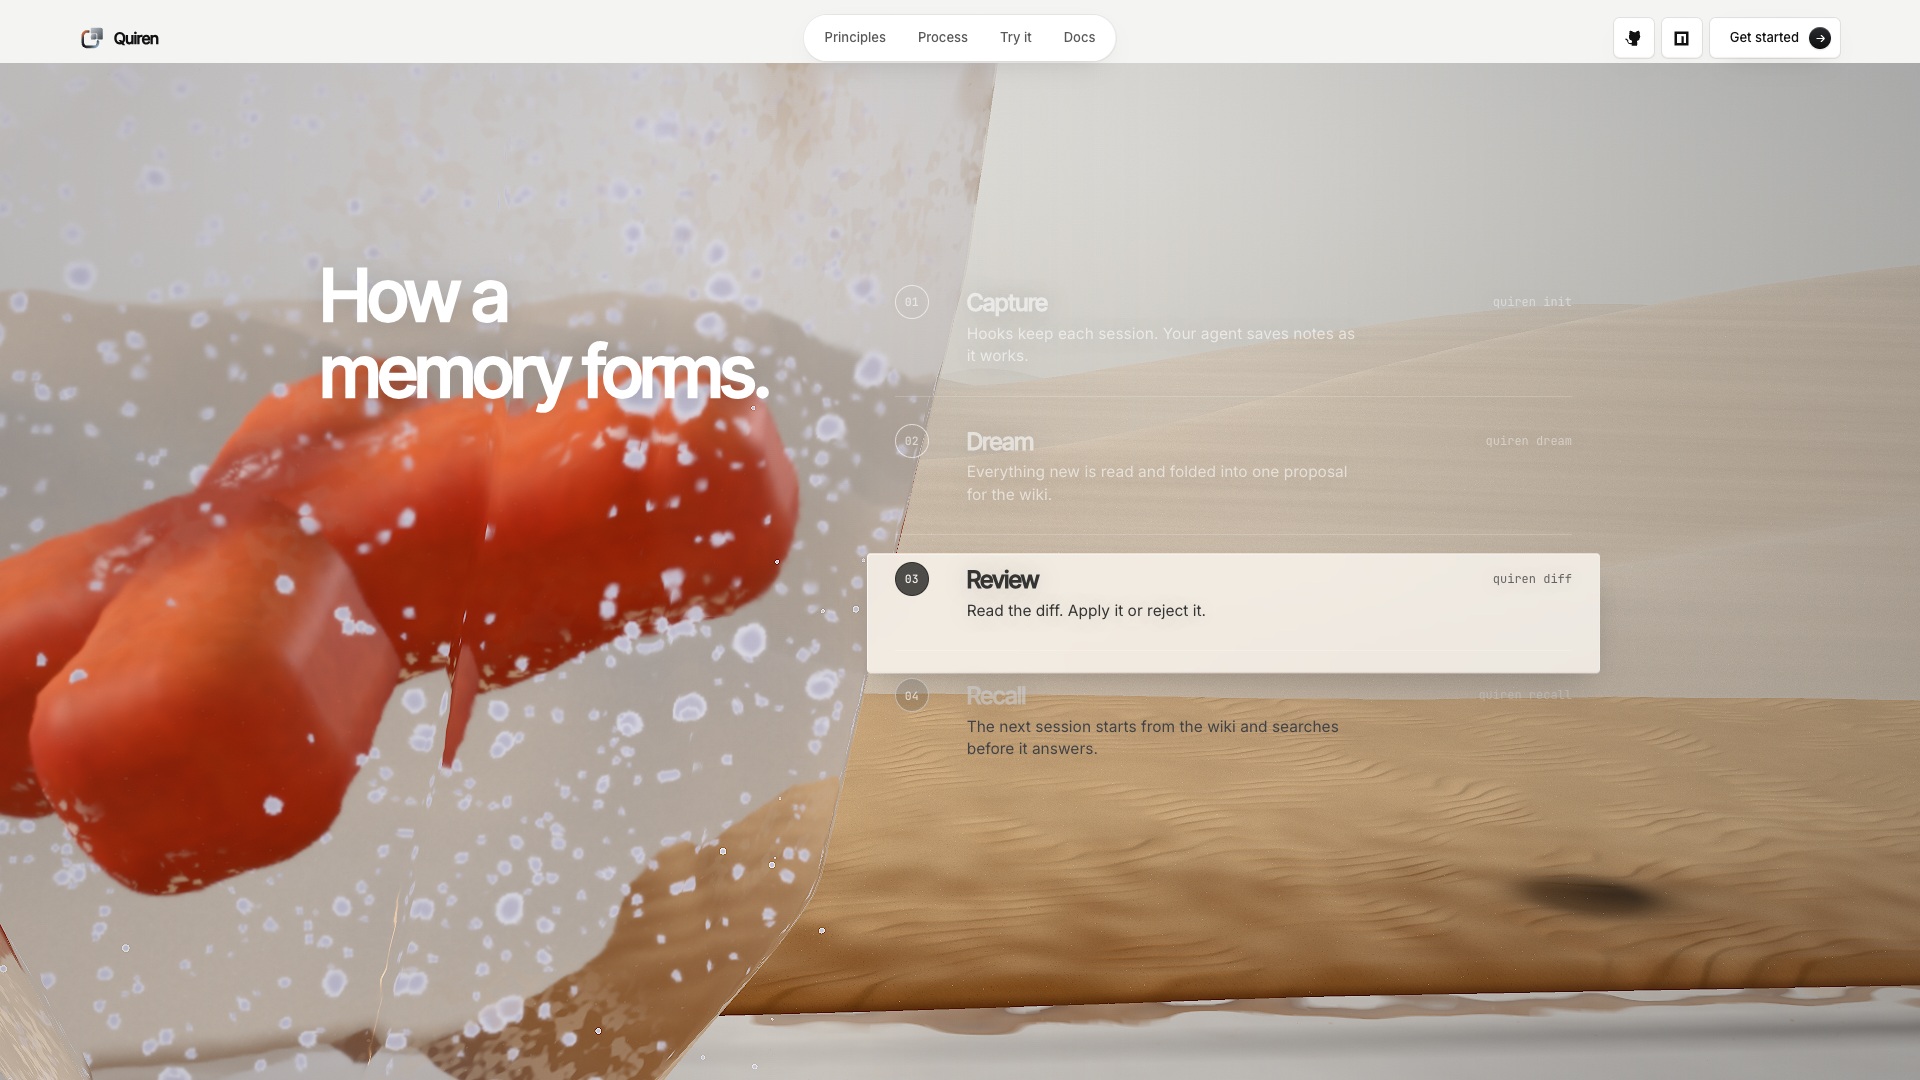 Quiren
Principles
Process
Try it
Docs
Get started
How a
memory forms.
01
Capture
quiren init
Hooks keep each session. Your agent saves notes as
it works.
02
Dream
quiren dream
Everything new is read and folded into one proposal
for the wiki.
03
Review
quiren diff
Read the diff. Apply it or reject it.
04
Recall
quiren recall
The next session starts from the wiki and searches
before it answers.